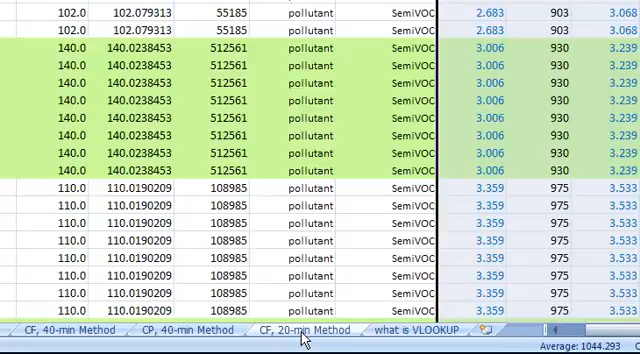 102.0 102.079313 55185 pollutant SemiVOC 2.683 903 3.068
102.0 102.079313 55185 pollutant SemiVOC 2.683 903 3.068
140.0 140.0238453 512561 pollutant SemiVOC 3.006 930 3.239
140.0 140.0238453 512561 pollutant SemiVOC 3.006 930 3.239
140.0 140.0238453 512561 pollutant SemiVOC 3.006 930 3.239
140.0 140.0238453 512561 pollutant SemiVOC 3.006 930 3.239
140.0 140.0238453 512561 pollutant SemiVOC 3.006 930 3.239
140.0 140.0238453 512561 pollutant SemiVOC 3.006 930 3.239
140.0 140.0238453 512561 pollutant SemiVOC 3.006 930 3.239
140.0 140.0238453 512561 pollutant SemiVOC 3.006 930 3.239
110.0 110.0190209 108985 pollutant SemiVOC 3.359 975 3.533
110.0 110.0190209 108985 pollutant SemiVOC 3.359 975 3.533
110.0 110.0190209 108985 pollutant SemiVOC 3.359 975 3.533
110.0 110.0190209 108985 pollutant SemiVOC 3.359 975 3.533
110.0 110.0190209 108985 pollutant SemiVOC 3.359 975 3.533
110.0 110.0190209 108985 pollutant SemiVOC 3.359 975 3.533
110.0 110.0190209 108985 pollutant SemiVOC 3.359 975 3.533
110.0 110.0190209 108985 pollutant SemiVOC 3.359 975 3.533
CF, 40-min Method CP, 40-min Method CF, 20-min Method what is VLOOKUP
Average: 1044.293